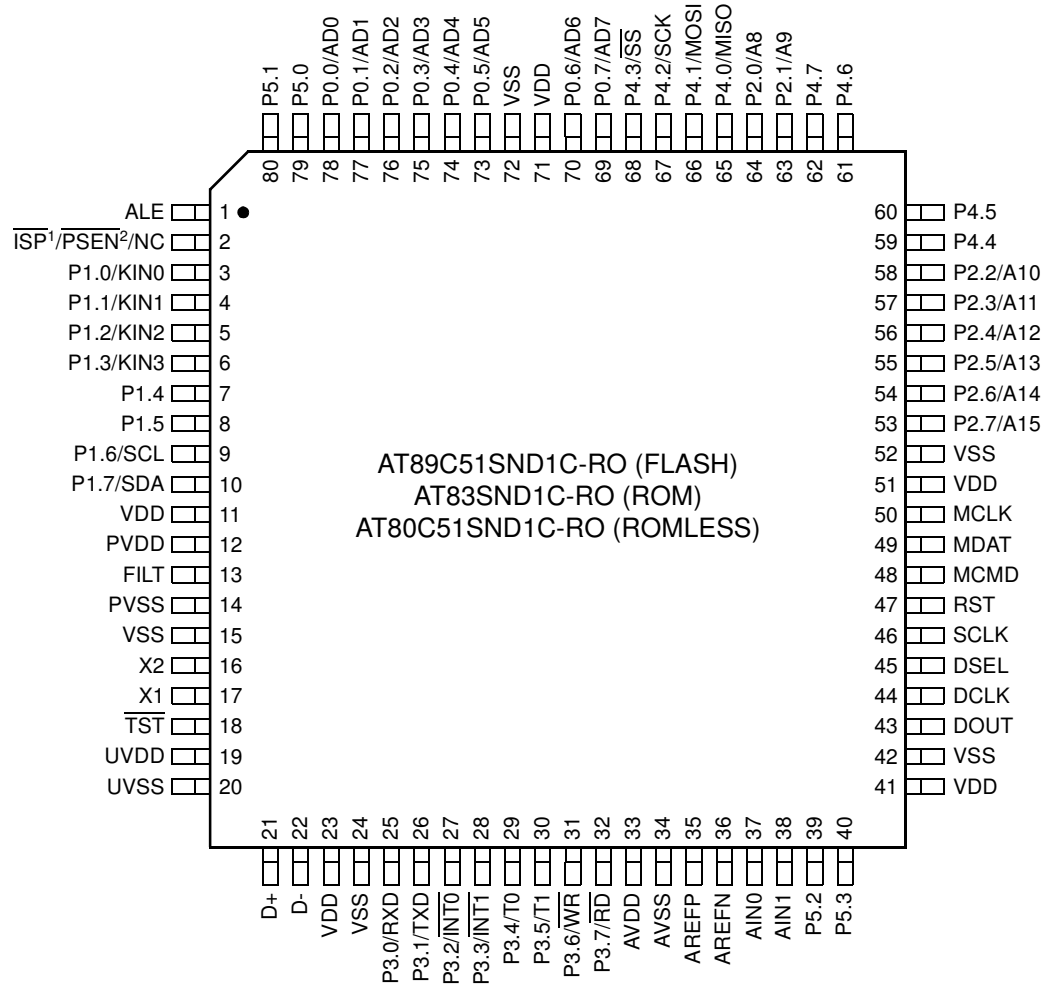 P5.1
P5.0
P0.0/AD0
P0.1/AD1
P0.2/AD2
P0.3/AD3
P0.4/AD4
P0.5/AD5
VSS
VDD
P0.6/AD6
P0.7/AD7
P4.3/S̅S̅
P4.2/SCK
P4.1/MOSI
P4.0/MISO
P2.0/A8
P2.1/A9
P4.7
P4.6
80
79
78
77
76
75
74
73
72
71
70
69
68
67
66
65
64
63
62
61
ALE 1
I̅S̅P̅¹/P̅S̅E̅N̅²/NC 2
P1.0/KIN0 3
P1.1/KIN1 4
P1.2/KIN2 5
P1.3/KIN3 6
P1.4 7
P1.5 8
P1.6/SCL 9
P1.7/SDA 10
VDD 11
PVDD 12
FILT 13
PVSS 14
VSS 15
X2 16
X1 17
T̅S̅T̅ 18
UVDD 19
UVSS 20
AT89C51SND1C-RO (FLASH)
AT83SND1C-RO (ROM)
AT80C51SND1C-RO (ROMLESS)
60 P4.5
59 P4.4
58 P2.2/A10
57 P2.3/A11
56 P2.4/A12
55 P2.5/A13
54 P2.6/A14
53 P2.7/A15
52 VSS
51 VDD
50 MCLK
49 MDAT
48 MCMD
47 RST
46 SCLK
45 DSEL
44 DCLK
43 DOUT
42 VSS
41 VDD
21
22
23
24
25
26
27
28
29
30
31
32
33
34
35
36
37
38
39
40
D+
D-
VDD
VSS
P3.0/RXD
P3.1/TXD
P3.2/I̅N̅T̅0̅
P3.3/I̅N̅T̅1̅
P3.4/T0
P3.5/T1
P3.6/W̅R̅
P3.7/R̅D̅
AVDD
AVSS
AREFP
AREFN
AIN0
AIN1
P5.2
P5.3